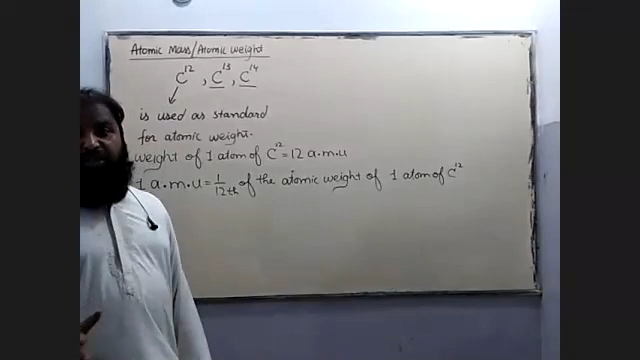 Atomic Mass/Atomic weight
C¹², C¹³, C¹⁴
is used as standard
for atomic weight.
weight of 1 atom of C¹² = 12 a.m.u
1 a.m.u = 1/12th of the atomic weight of 1 atom of C¹²